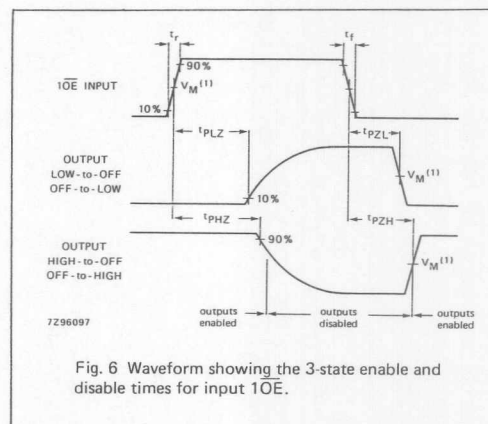 tr
tf
90%
1O̅E̅ INPUT
VM(1)
10%
tPLZ
tPZL
OUTPUT
LOW-to-OFF
OFF-to-LOW
VM(1)
10%
tPHZ
tPZH
90%
OUTPUT
HIGH-to-OFF
OFF-to-HIGH
VM(1)
outputs enabled
outputs disabled
outputs enabled
7Z96097
Fig. 6 Waveform showing the 3-state enable and
disable times for input 1O̅E̅.